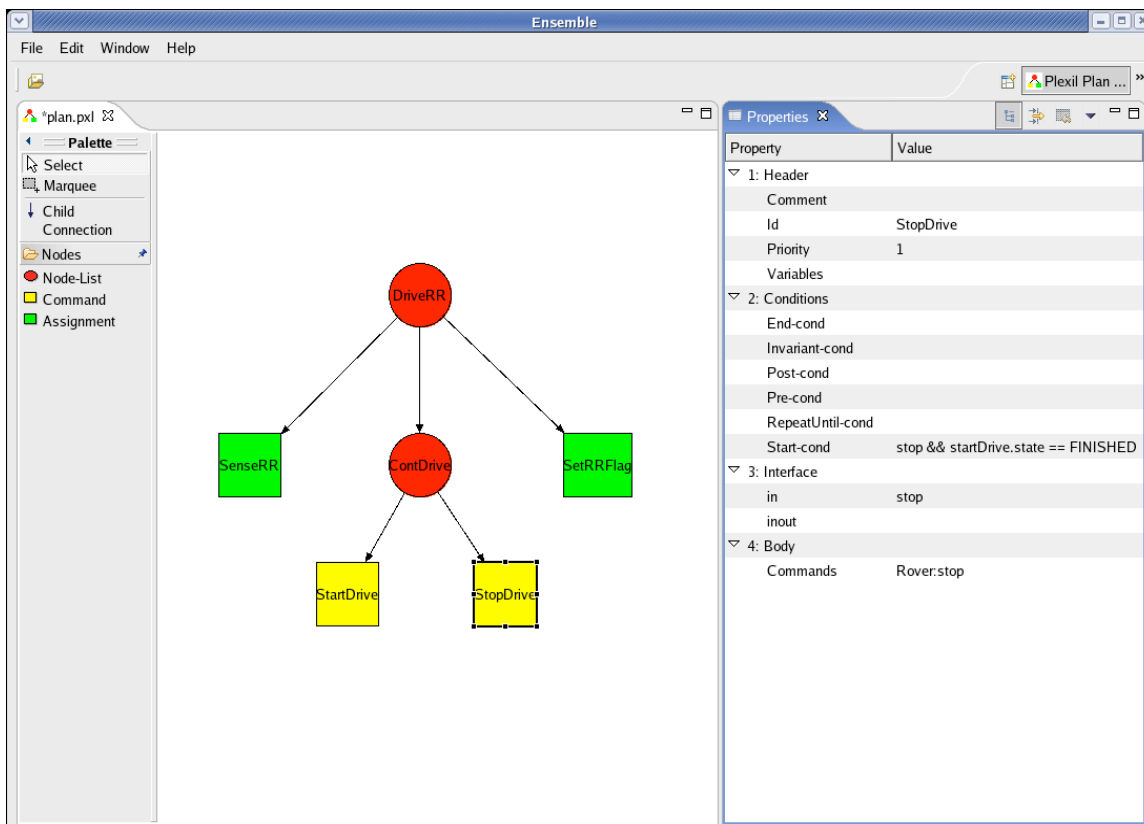 Ensemble
File Edit Window Help
Plexil Plan ... »
*plan.pxl
Properties
Palette
Select
Marquee
Child
Connection
Nodes
Node-List
Command
Assignment
DriveRR
SenseRR
ContDrive
SetRRFlag
StartDrive
StopDrive
Property Value
1: Header
Comment
Id StopDrive
Priority 1
Variables
2: Conditions
End-cond
Invariant-cond
Post-cond
Pre-cond
RepeatUntil-cond
Start-cond stop && startDrive.state == FINISHED
3: Interface
in stop
inout
4: Body
Commands Rover:stop